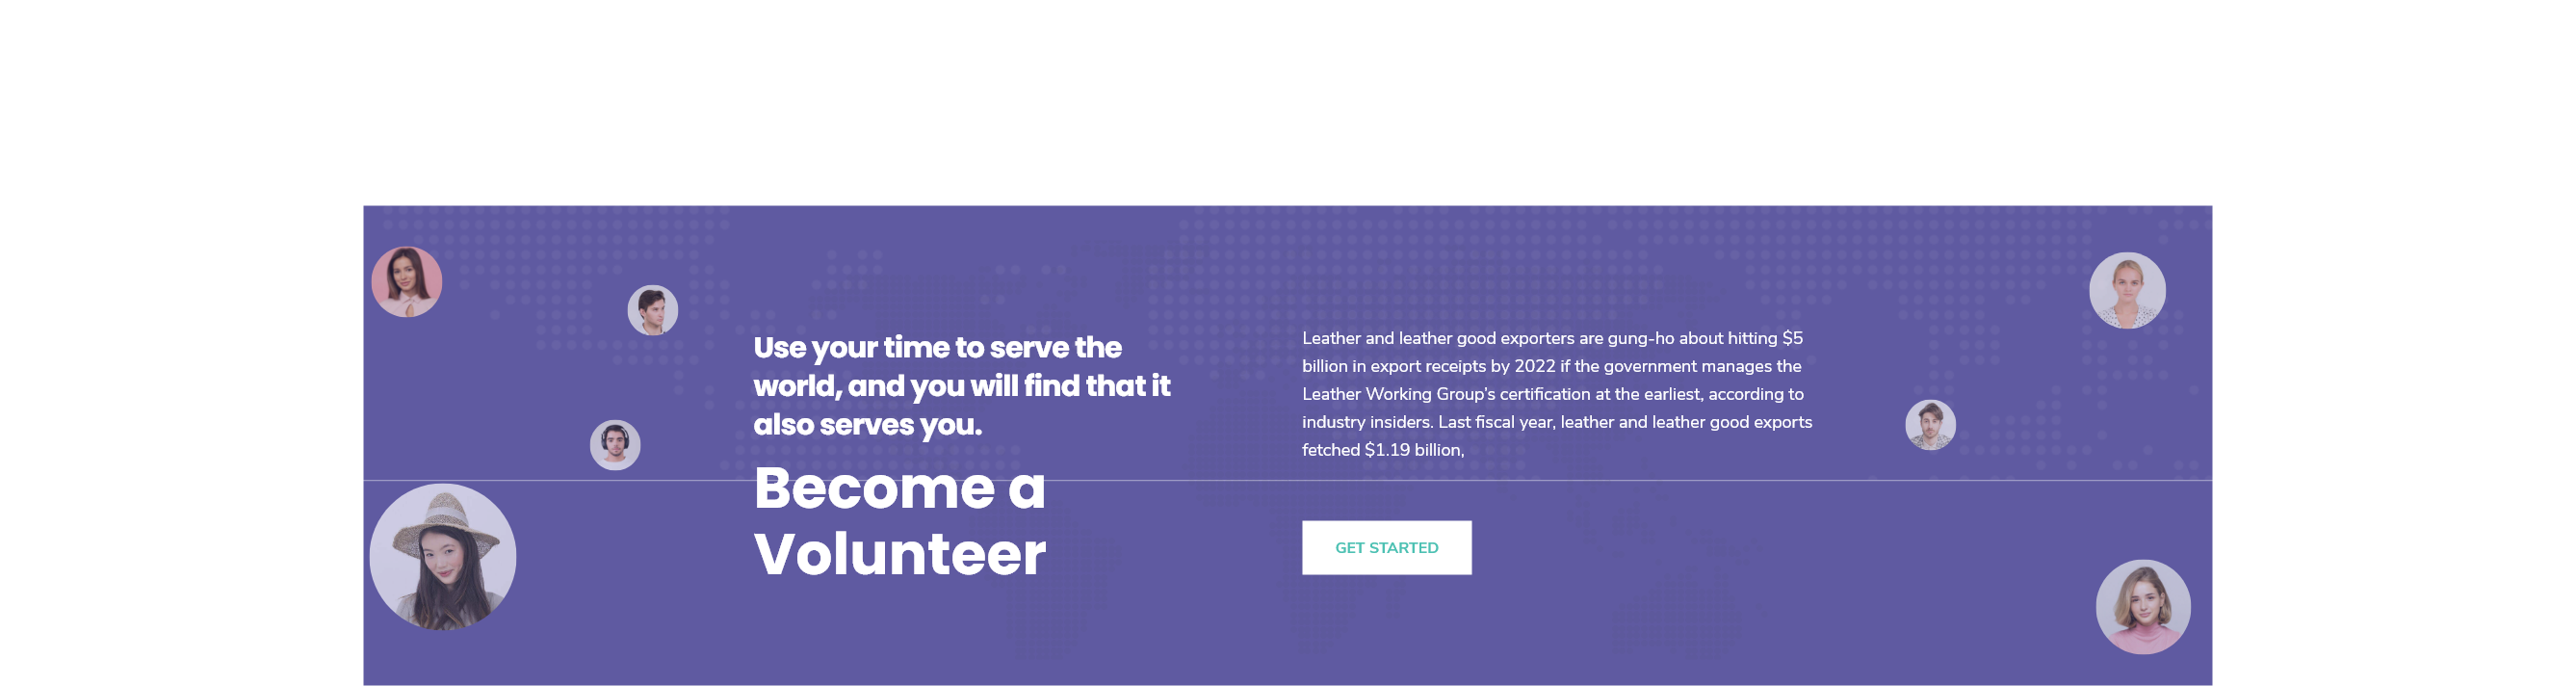 Use your time to serve the
world, and you will find that it
also serves you.
Become a
Volunteer
Leather and leather good exporters are gung-ho about hitting $5
billion in export receipts by 2022 if the government manages the
Leather Working Group's certification at the earliest, according to
industry insiders. Last fiscal year, leather and leather good exports
fetched $1.19 billion,
GET STARTED